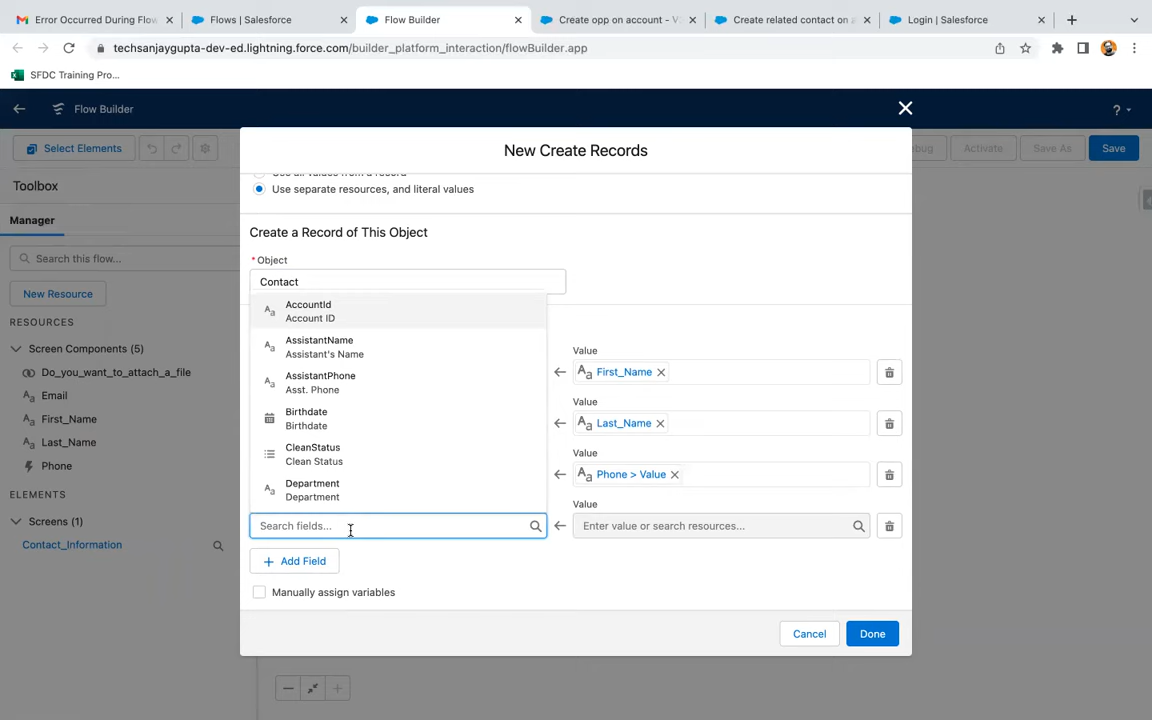 Error Occurred During Flow
Flows | Salesforce
Flow Builder
Create opp on account - V
Create related contact on a
Login | Salesforce
techsanjaygupta-dev-ed.lightning.force.com/builder_platform_interaction/flowBuilder.app
SFDC Training Pro...
Flow Builder
?
New Create Records
Select Elements
Debug
Activate
Save As
Save
Toolbox
Use all values from a record
Use separate resources, and literal values
Manager
Create a Record of This Object
Search this flow...
* Object
Contact
New Resource
RESOURCES
AccountId
Account ID
Screen Components (5)
AssistantName
Assistant's Name
Value
Do_you_want_to_attach_a_file
First_Name
AssistantPhone
Asst. Phone
Email
Value
First_Name
Birthdate
Birthdate
Last_Name
Last_Name
CleanStatus
Clean Status
Value
Phone
Phone > Value
Department
Department
ELEMENTS
Value
Screens (1)
Search fields...
Enter value or search resources...
Contact_Information
Add Field
Manually assign variables
Cancel
Done